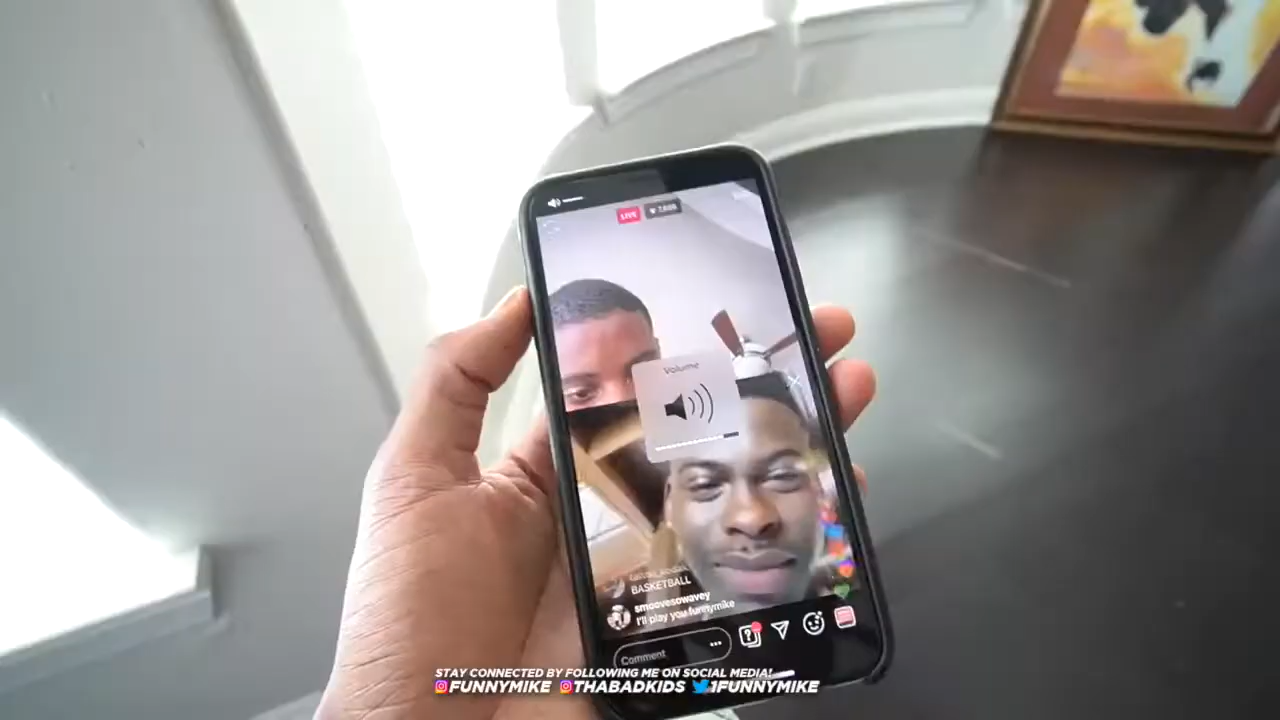 LIVE
Volume
BASKETBALL
smoovesowavey
I'll play you funnymike
Comment
STAY CONNECTED BY FOLLOWING ME ON SOCIAL MEDIA!
FUNNYMIKE THABADKIDS 1FUNNYMIKE